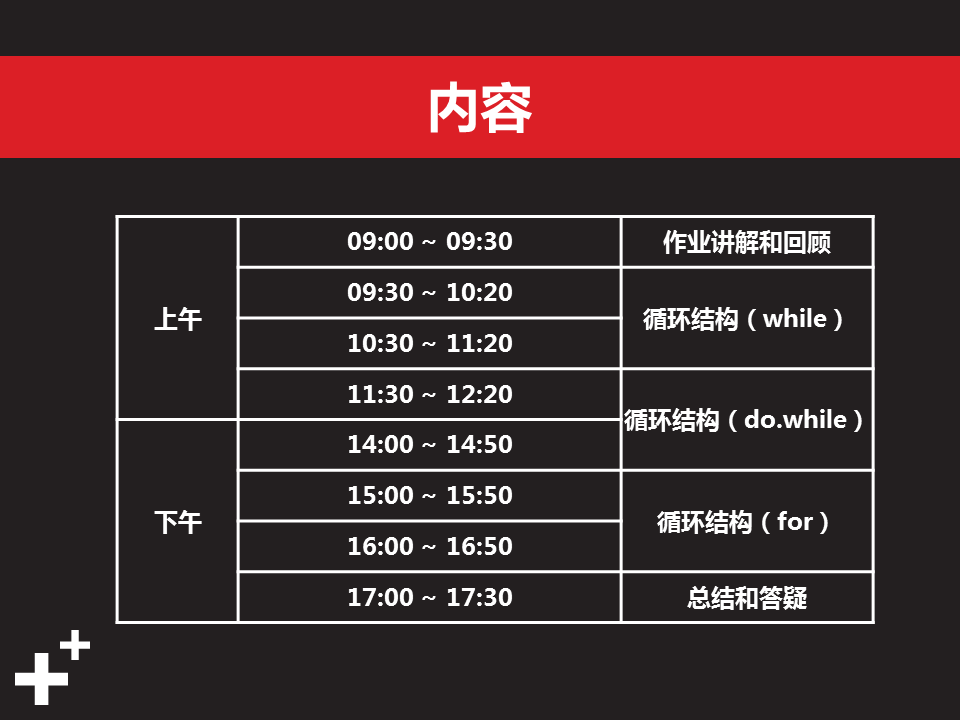 内容
上午
09:00 ~ 09:30
作业讲解和回顾
09:30 ~ 10:20
循环结构（while）
10:30 ~ 11:20
11:30 ~ 12:20
循环结构（do.while）
下午
14:00 ~ 14:50
15:00 ~ 15:50
循环结构（for）
16:00 ~ 16:50
17:00 ~ 17:30
总结和答疑